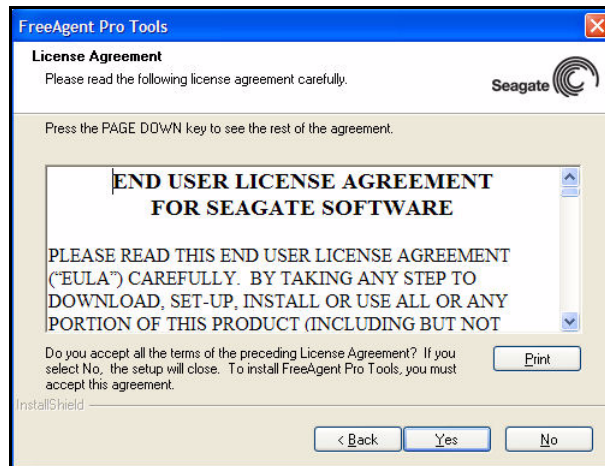 FreeAgent Pro Tools
License Agreement
Please read the following license agreement carefully.
Seagate
Press the PAGE DOWN key to see the rest of the agreement.
END USER LICENSE AGREEMENT
FOR SEAGATE SOFTWARE
PLEASE READ THIS END USER LICENSE AGREEMENT
("EULA") CAREFULLY. BY TAKING ANY STEP TO
DOWNLOAD, SET-UP, INSTALL OR USE ALL OR ANY
PORTION OF THIS PRODUCT (INCLUDING BUT NOT
Do you accept all the terms of the preceding License Agreement? If you
select No, the setup will close. To install FreeAgent Pro Tools, you must
accept this agreement.
Print
InstallShield
< Back
Yes
No